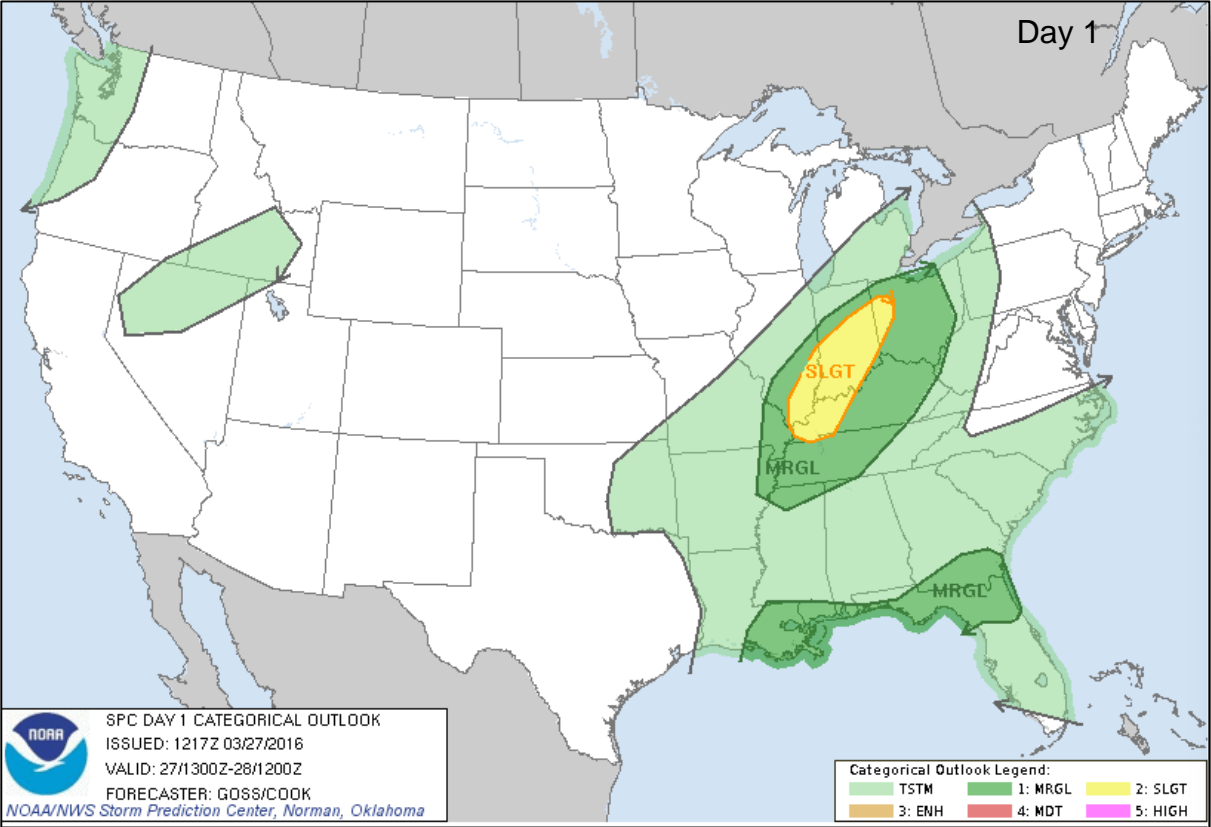 Day 1
SLGT
MRGL
MRGL
NOAA
SPC DAY 1 CATEGORICAL OUTLOOK
ISSUED: 1217Z 03/27/2016
VALID: 27/1300Z-28/1200Z
FORECASTER: GOSS/COOK
NOAA/NWS Storm Prediction Center, Norman, Oklahoma
Categorical Outlook Legend:
TSTM 1: MRGL 2: SLGT
3: ENH 4: MDT 5: HIGH